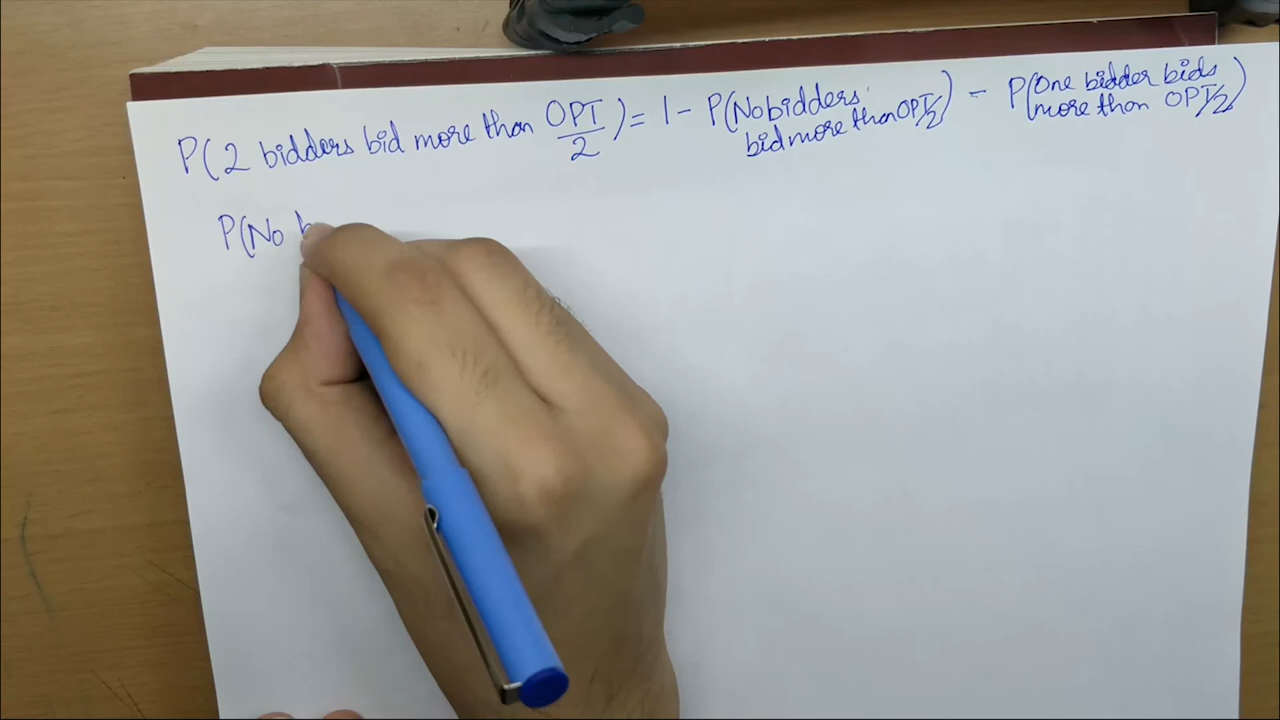 P(2 bidders bid more than OPT/2) = 1 - P(No bidders bid more than OPT/2) - P(One bidder bids more than OPT/2)
P(No b